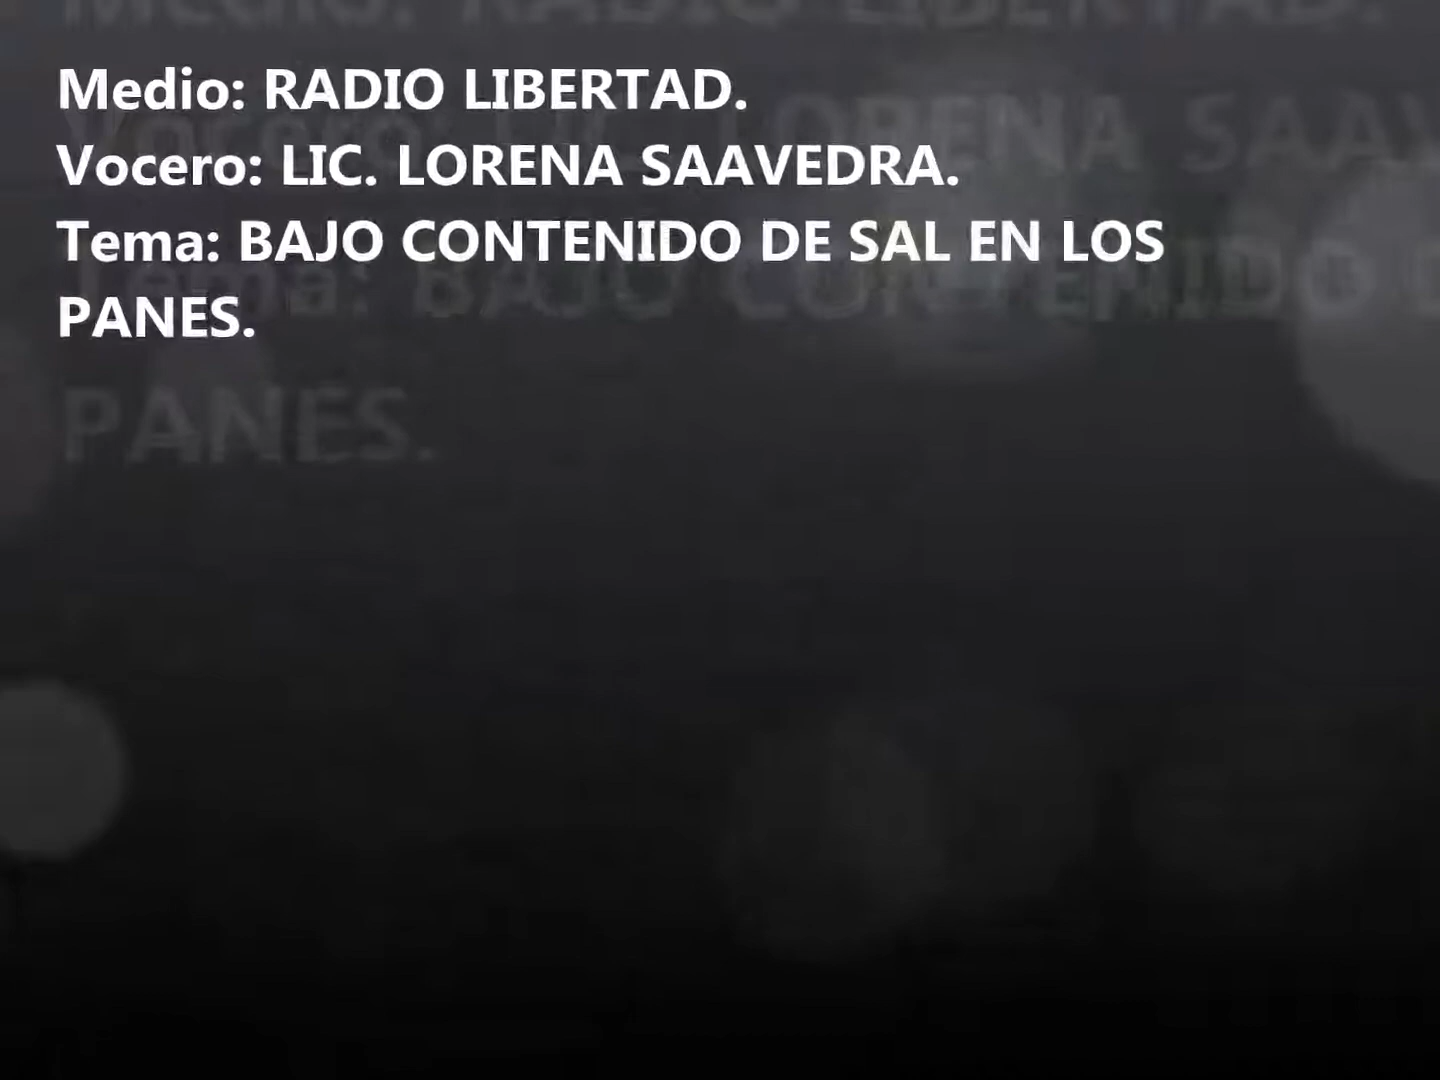 Medio: RADIO LIBERTAD.
Vocero: LIC. LORENA SAAVEDRA.
Tema: BAJO CONTENIDO DE SAL EN LOS
PANES.